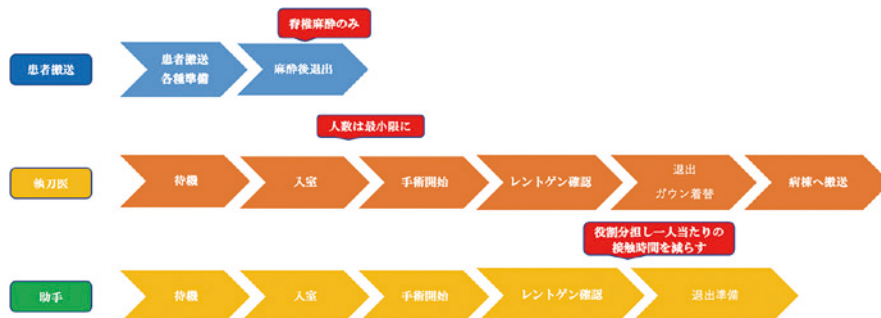 脊椎麻酔のみ
患者搬送
患者搬送
各種準備
麻酔後退出
人数は最小限に
執刀医
待機
入室
手術開始
レントゲン確認
退出
ガウン着替
病棟へ搬送
役割分担し一人当たりの
接触時間を減らす
助手
待機
入室
手術開始
レントゲン確認
退出準備